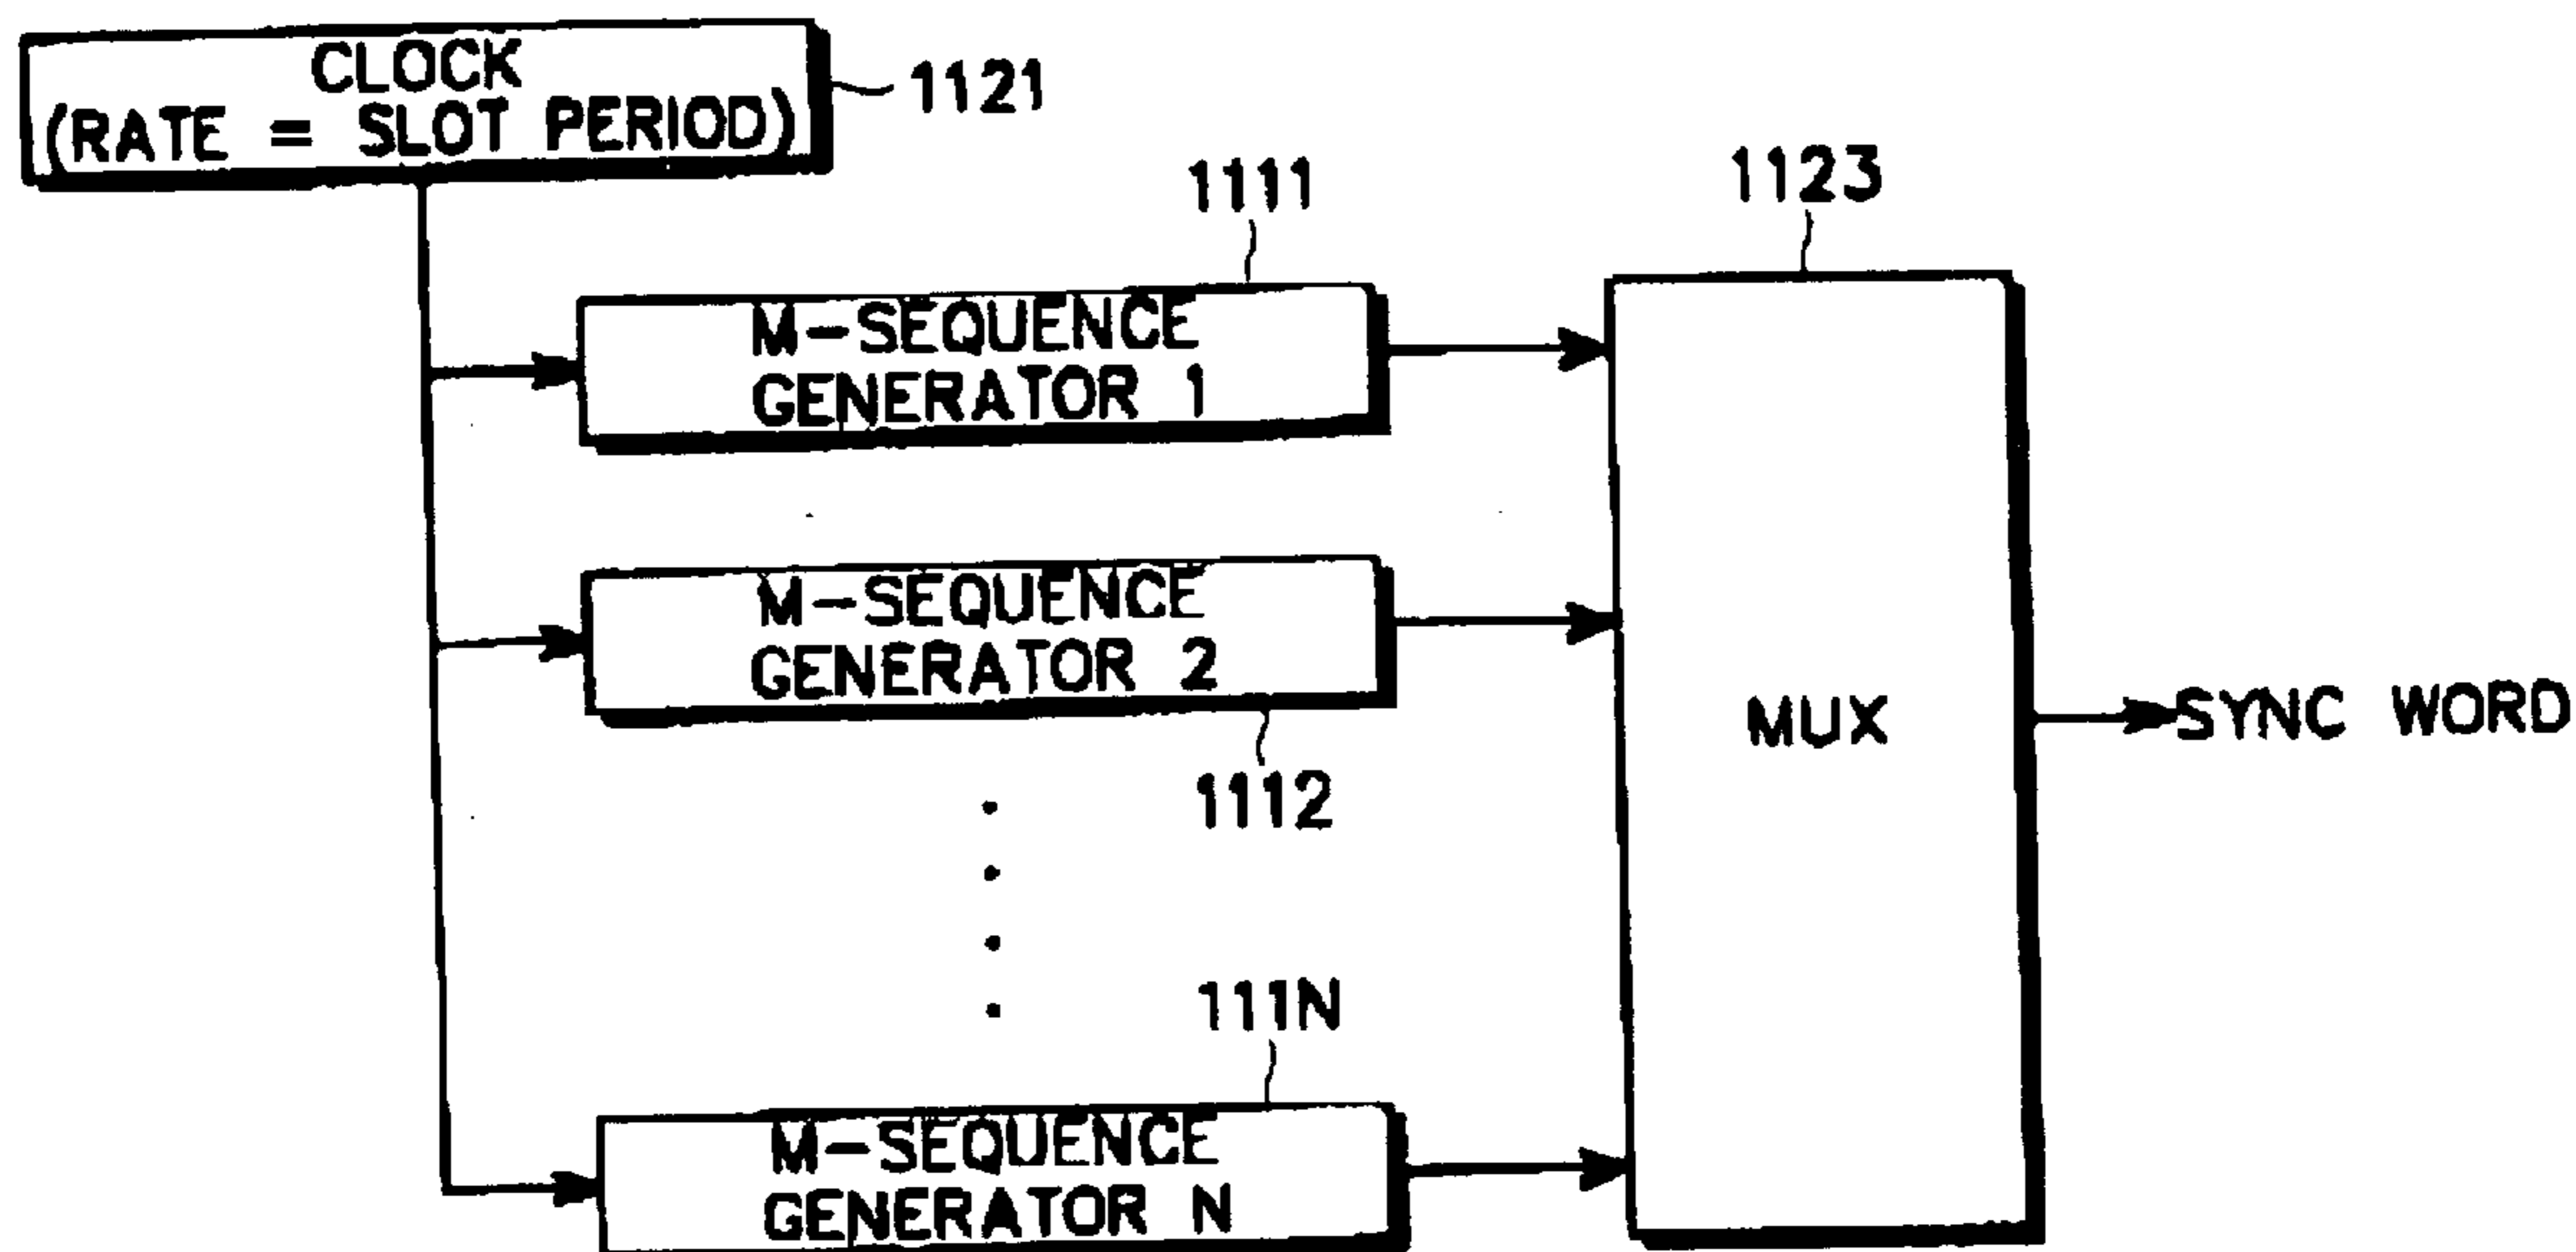 CLOCK
(RATE = SLOT PERIOD)
1121
1111
1123
M-SEQUENCE
GENERATOR 1
M-SEQUENCE
GENERATOR 2
1112
MUX
SYNC WORD
111N
M-SEQUENCE
GENERATOR N